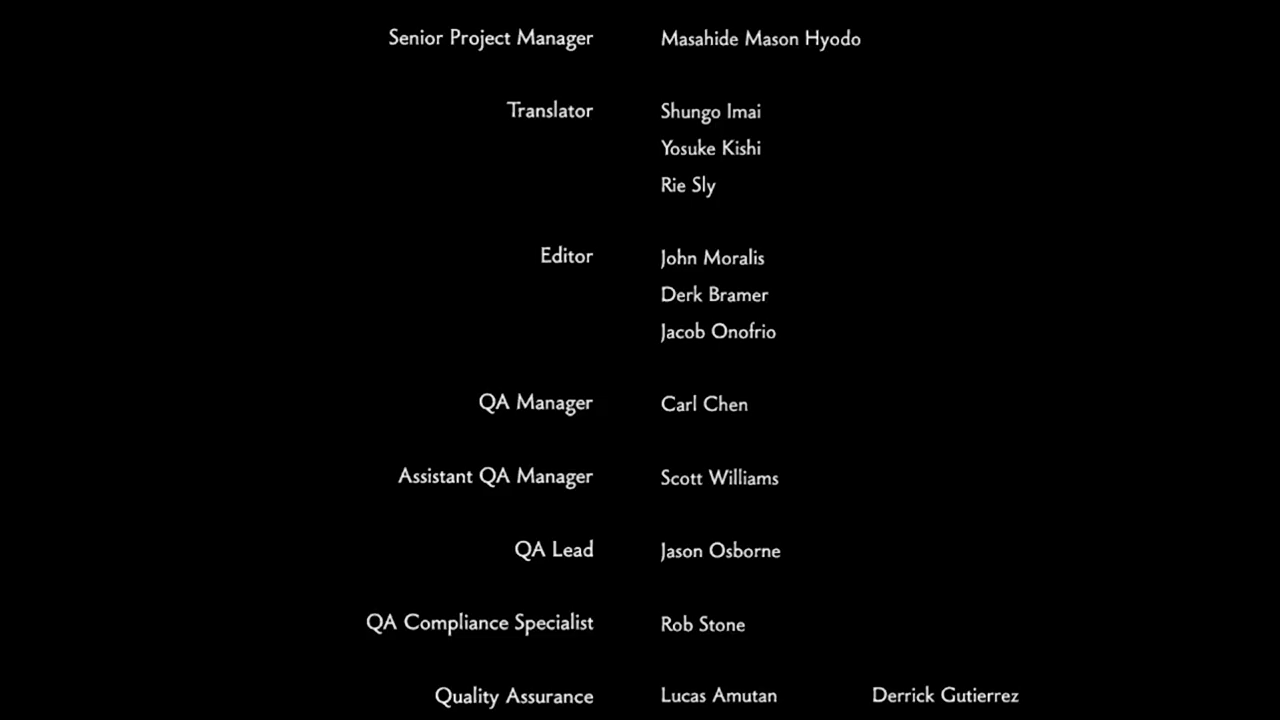 Senior Project Manager Masahide Mason Hyodo
Translator Shungo Imai
Yosuke Kishi
Rie Sly
Editor John Moralis
Derk Bramer
Jacob Onofrio
QA Manager Carl Chen
Assistant QA Manager Scott Williams
QA Lead Jason Osborne
QA Compliance Specialist Rob Stone
Quality Assurance Lucas Amutan Derrick Gutierrez